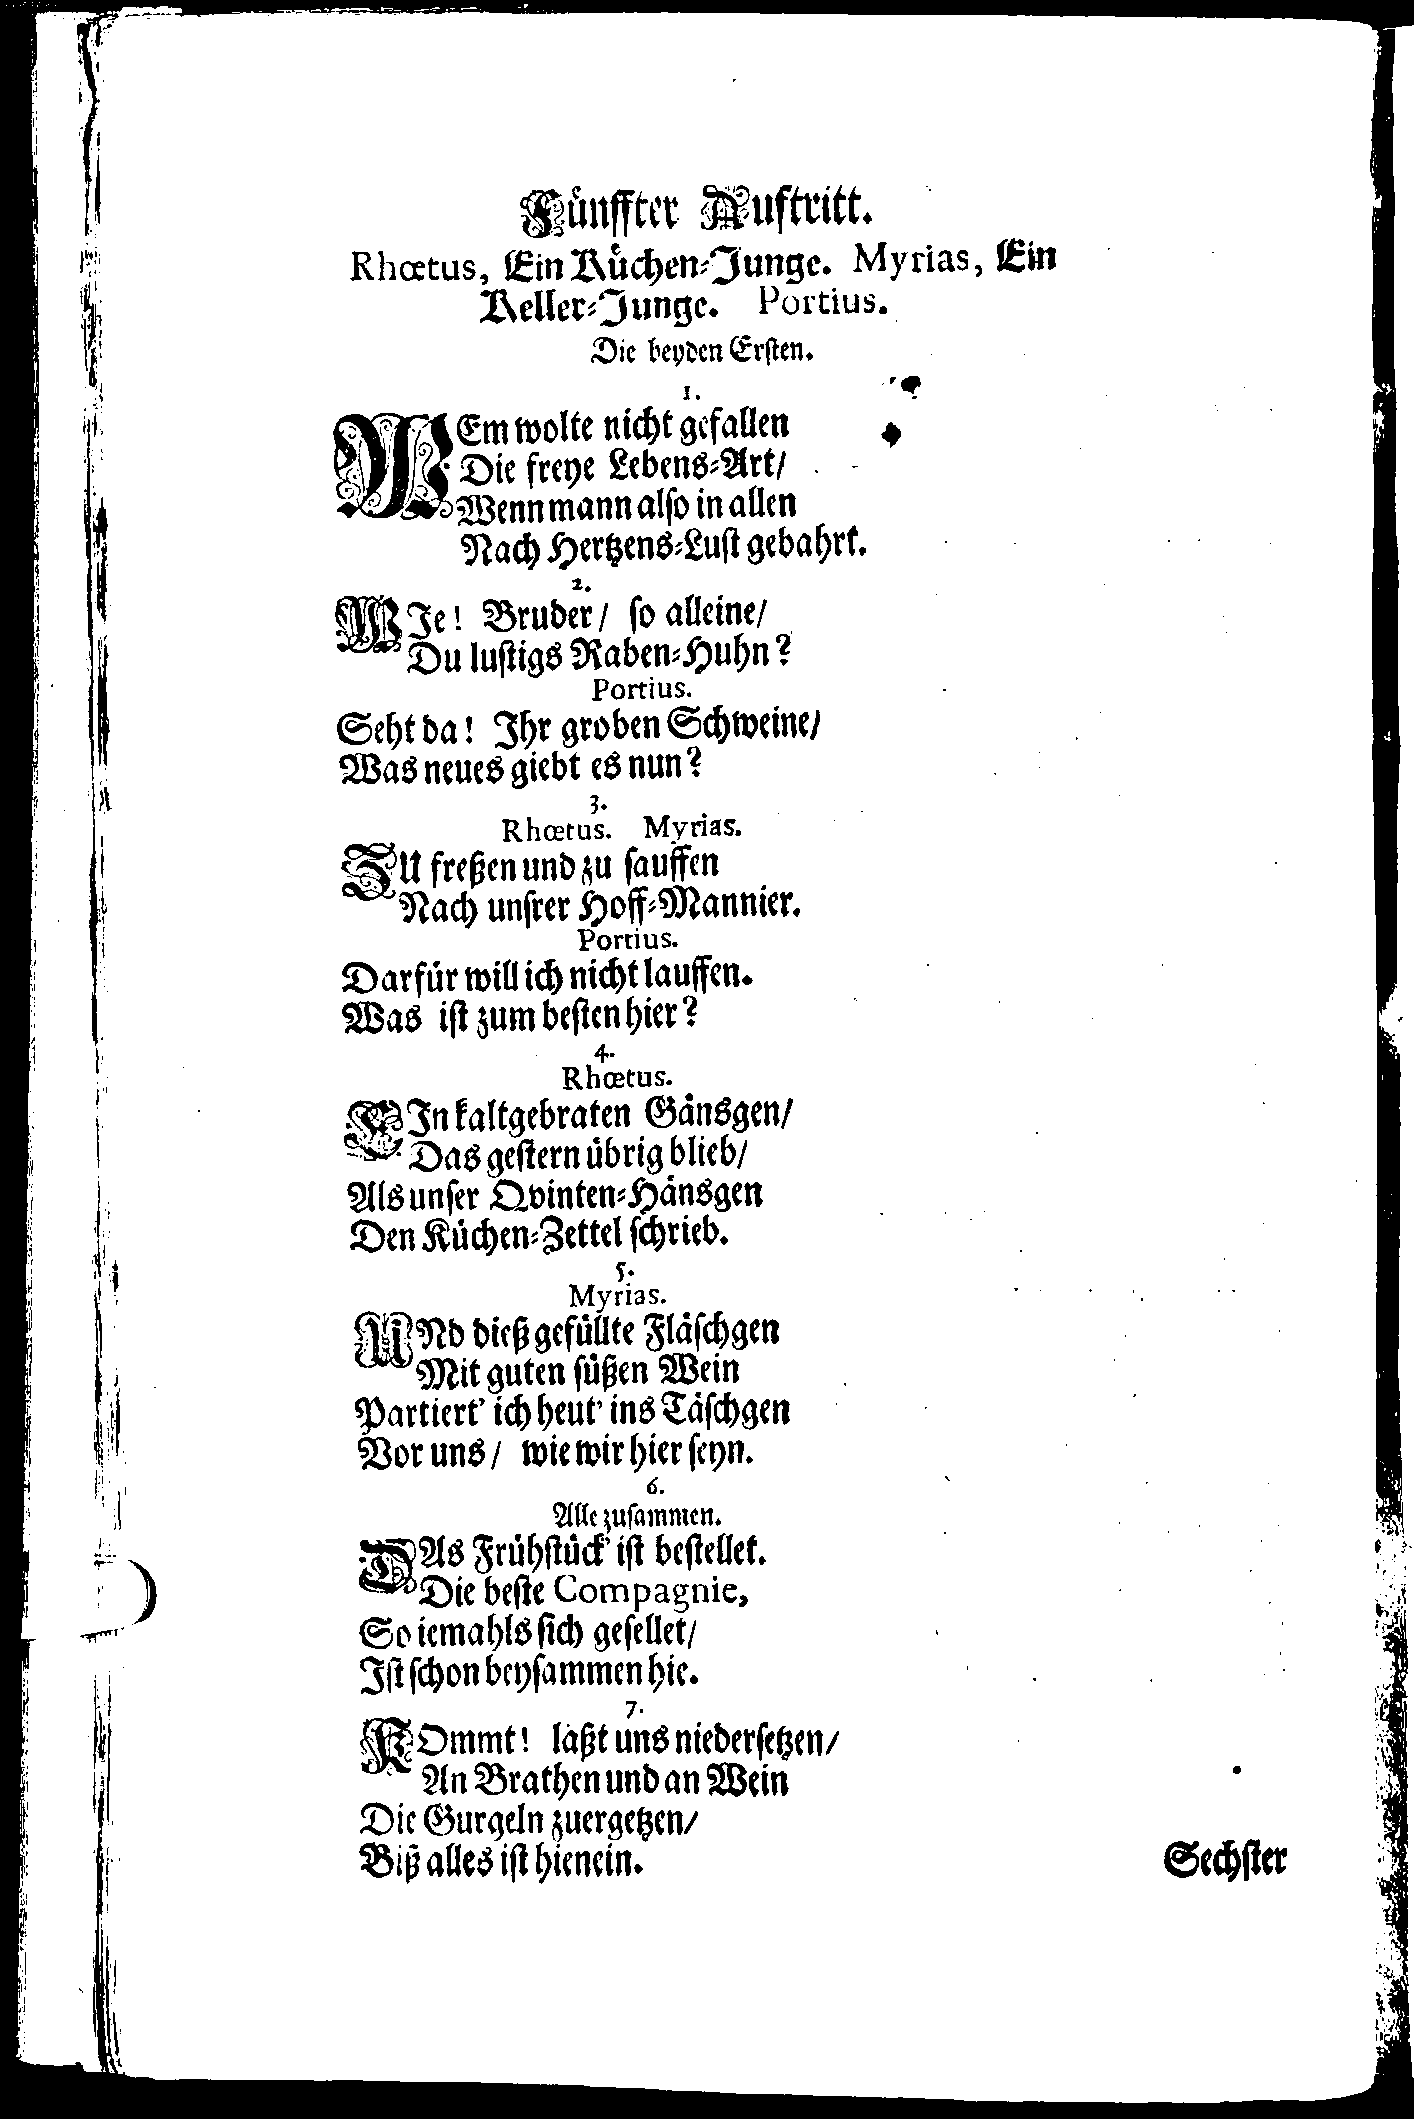 Fünffter Aufftritt.
Rhœtus, Ein Küchen-Junge. Myrias, Ein
Keller-Junge. Portius.
Die beyden Ersten.
1.
WEm wolte nicht gefallen
Die freye Lebens-Art/
Wenn mann also in allen
Nach Hertzens-Lust gebahrt.
2.
WIe! Bruder/ so alleine/
Du lustigs Raben-Huhn?
Portius.
Seht da! Ihr groben Schweine/
Was neues giebt es nun?
3.
Rhœtus. Myrias.
ZU freßen und zu sauffen
Nach unsrer Hoff-Mannier.
Portius.
Darfür will ich nicht lauffen.
Was ist zum besten hier?
4.
Rhœtus.
EIn kaltgebraten Gänsgen/
Das gestern übrig blieb/
Als unser Qvinten-Hänsgen
Den Küchen-Zettel schrieb.
5.
Myrias.
UNd dieß gefüllte Fläschgen
Mit guten süßen Wein
Partiert' ich heut' ins Täschgen
Vor uns/ wie wir hier seyn.
6.
Alle zusammen.
DAs Frühstück' ist bestellet.
Die beste Compagnie,
So iemahls sich gesellet/
Ist schon beysammen hie.
7.
KOmmt! laßt uns niedersetzen/
An Brathen und an Wein
Die Gurgeln zuergetzen/
Biß alles ist hienein.
Sechster